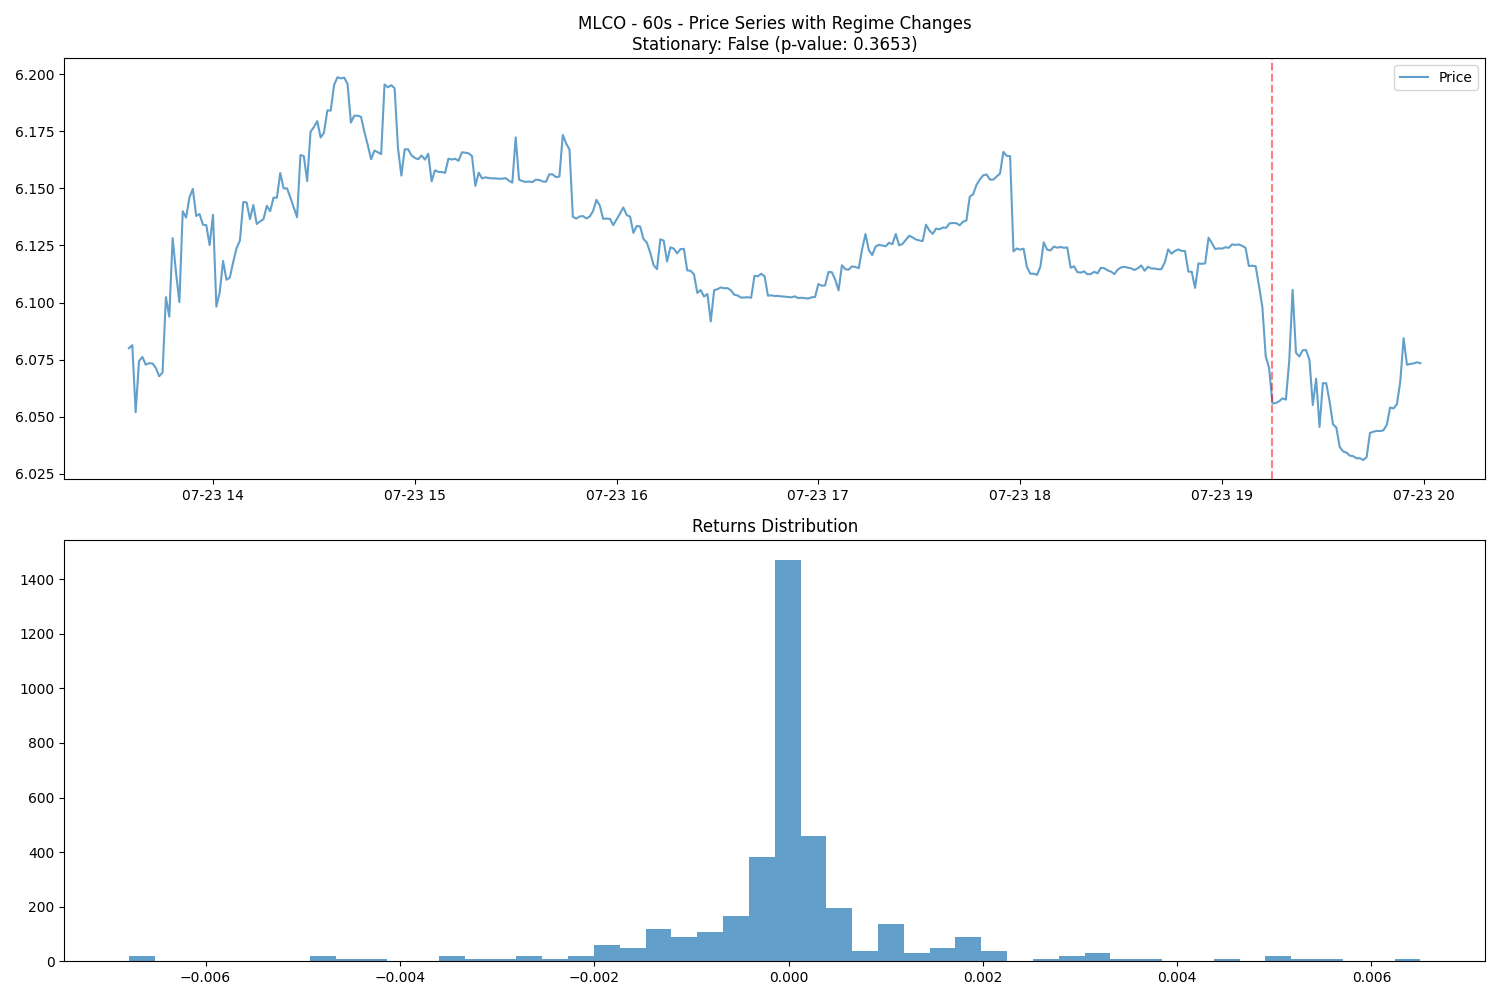 MLCO - 60s - Price Series with Regime Changes
Stationary: False (p-value: 0.3653)
Price
6.200
6.175
6.150
6.125
6.100
6.075
6.050
6.025
07-23 14 07-23 15 07-23 16 07-23 17 07-23 18 07-23 19 07-23 20
Returns Distribution
1400
1200
1000
800
600
400
200
0
−0.006 −0.004 −0.002 0.000 0.002 0.004 0.006